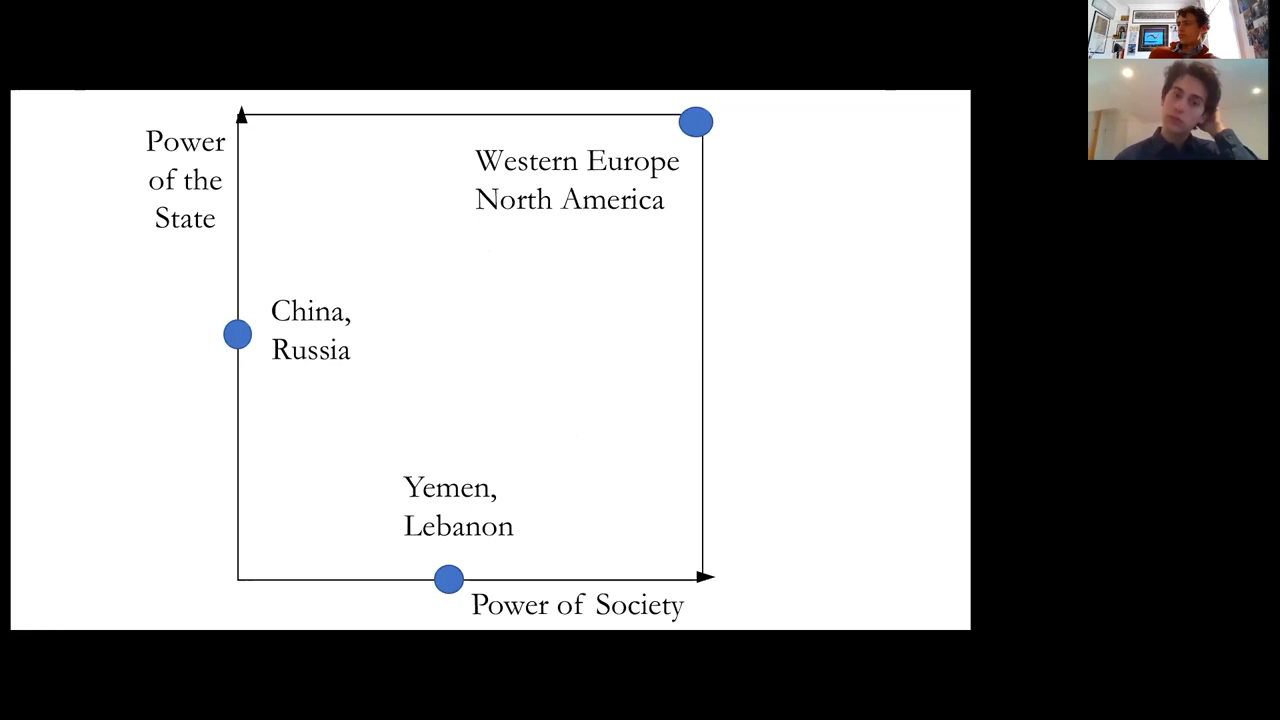 Power
of the
State
Western Europe
North America
China,
Russia
Yemen,
Lebanon
Power of Society